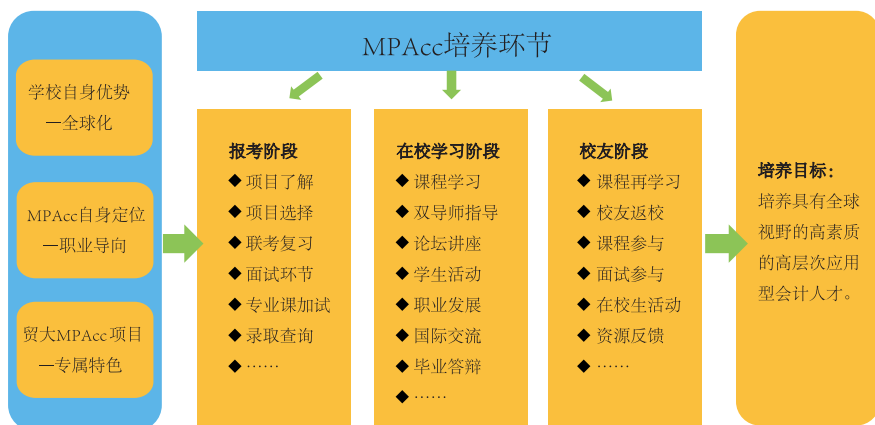 学校自身优势
—全球化
MPAcc自身定位
—职业导向
贸大MPAcc 项目
—专属特色
MPAcc培养环节
报考阶段
◆ 项目了解
◆ 项目选择
◆ 联考复习
◆ 面试环节
◆ 专业课加试
◆ 录取查询
◆ ……
在校学习阶段
◆ 课程学习
◆ 双导师指导
◆ 论坛讲座
◆ 学生活动
◆ 职业发展
◆ 国际交流
◆ 毕业答辩
◆ ……
校友阶段
◆ 课程再学习
◆ 校友返校
◆ 课程参与
◆ 面试参与
◆ 在校生活动
◆ 资源反馈
◆ ……
培养目标：
培养具有全球
视野的高素质
的高层次应用
型会计人才。